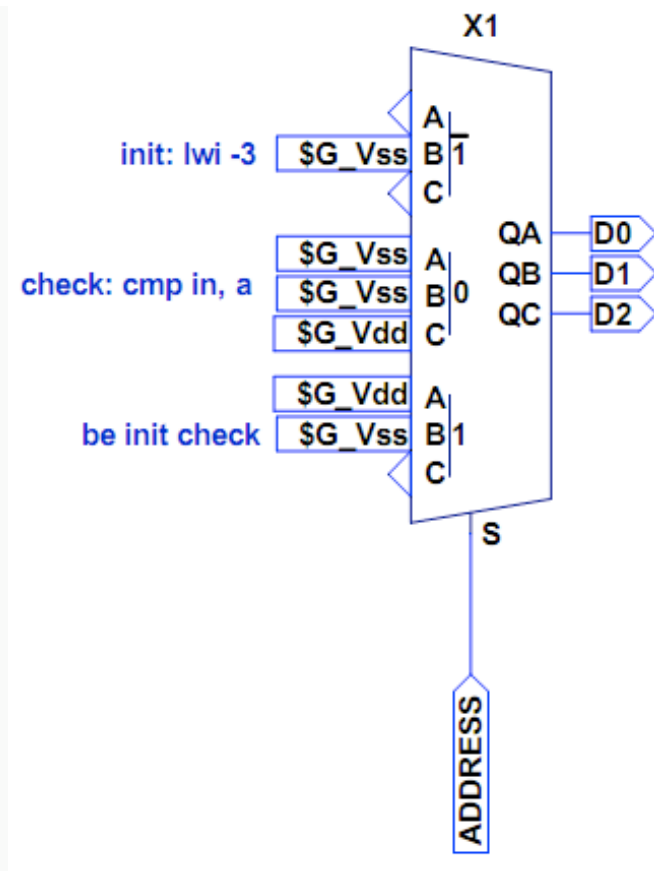 X1
A
init: lwi -3 $G_Vss B 1̅
C
$G_Vss A
check: cmp in, a $G_Vss B 0
$G_Vdd C
$G_Vdd A
be init check $G_Vss B 1
C
QA D0
QB D1
QC D2
S
ADDRESS